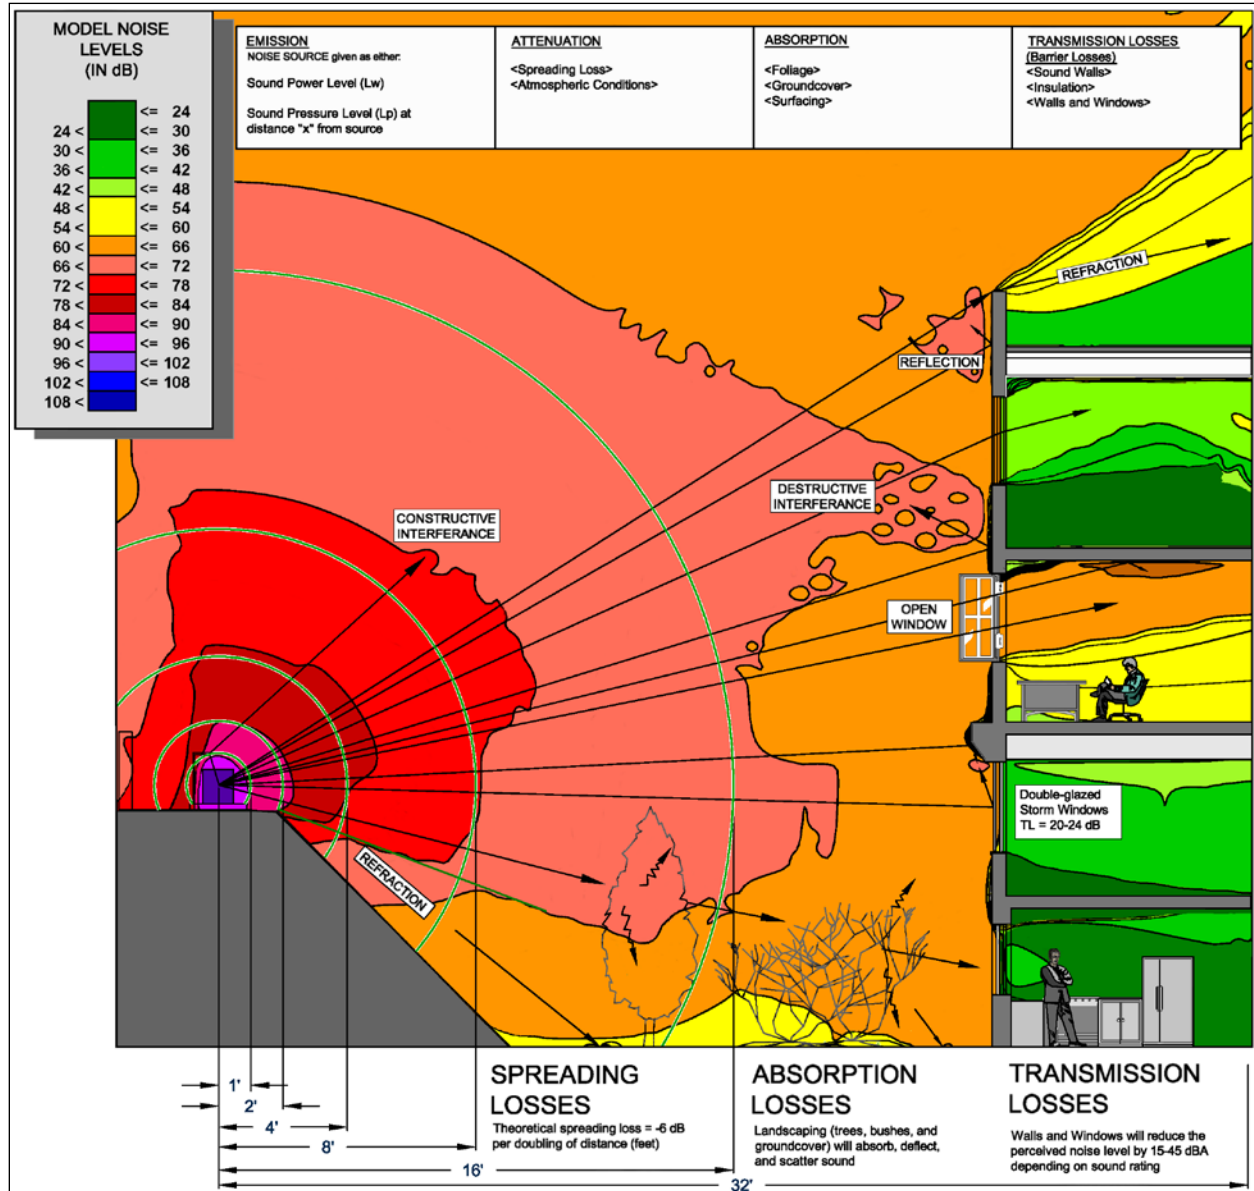 MODEL NOISE
LEVELS
(IN dB)
<= 24
24 < <= 30
30 < <= 36
36 < <= 42
42 < <= 48
48 < <= 54
54 < <= 60
60 < <= 66
66 < <= 72
72 < <= 78
78 < <= 84
84 < <= 90
90 < <= 96
96 < <= 102
102 < <= 108
108 <
EMISSION
NOISE SOURCE given as either:
Sound Power Level (Lw)
Sound Pressure Level (Lp) at
distance "x" from source
ATTENUATION
<Spreading Loss>
<Atmospheric Conditions>
ABSORPTION
<Foliage>
<Groundcover>
<Surfacing>
TRANSMISSION LOSSES
(Barrier Losses)
<Sound Walls>
<Insulation>
<Walls and Windows>
REFRACTION
REFLECTION
CONSTRUCTIVE
INTERFERANCE
DESTRUCTIVE
INTERFERANCE
OPEN
WINDOW
Double-glazed
Storm Windows
TL = 20-24 dB
REFRACTION
1'
2'
4'
8'
16'
32'
SPREADING
LOSSES
Theoretical spreading loss = -6 dB
per doubling of distance (feet)
ABSORPTION
LOSSES
Landscaping (trees, bushes, and
groundcover) will absorb, deflect,
and scatter sound
TRANSMISSION
LOSSES
Walls and Windows will reduce the
perceived noise level by 15-45 dBA
depending on sound rating